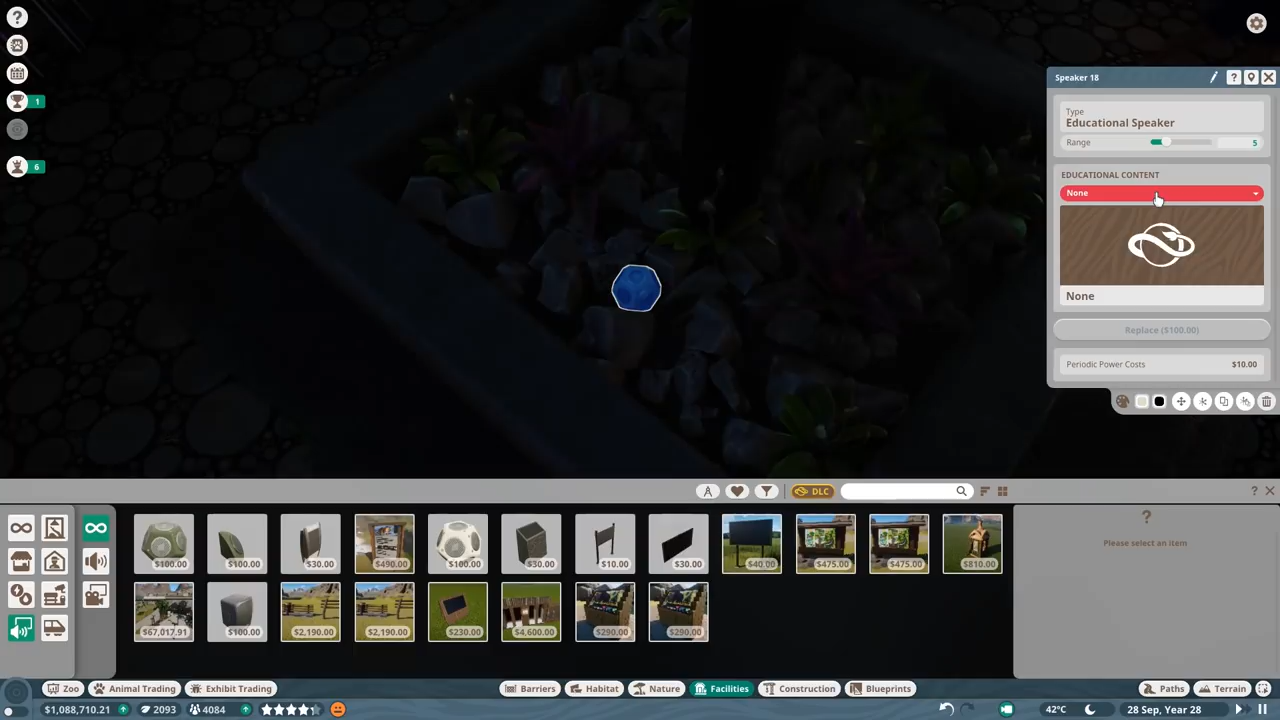 ?
1
6
Speaker 18
?
Type
Educational Speaker
Range
5
EDUCATIONAL CONTENT
None
None
Replace ($100.00)
Periodic Power Costs
$10.00
DLC
?
$100.00
$100.00
$30.00
$490.00
$100.00
$50.00
$10.00
$30.00
$40.00
$475.00
$475.00
$810.00
$67,017.91
$100.00
$2,190.00
$2,190.00
$230.00
$4,600.00
$290.00
$290.00
?
Please select an item
Zoo
Animal Trading
Exhibit Trading
Barriers
Habitat
Nature
Facilities
Construction
Blueprints
Paths
Terrain
$1,088,710.21
2093
4084
42°C
28 Sep, Year 28